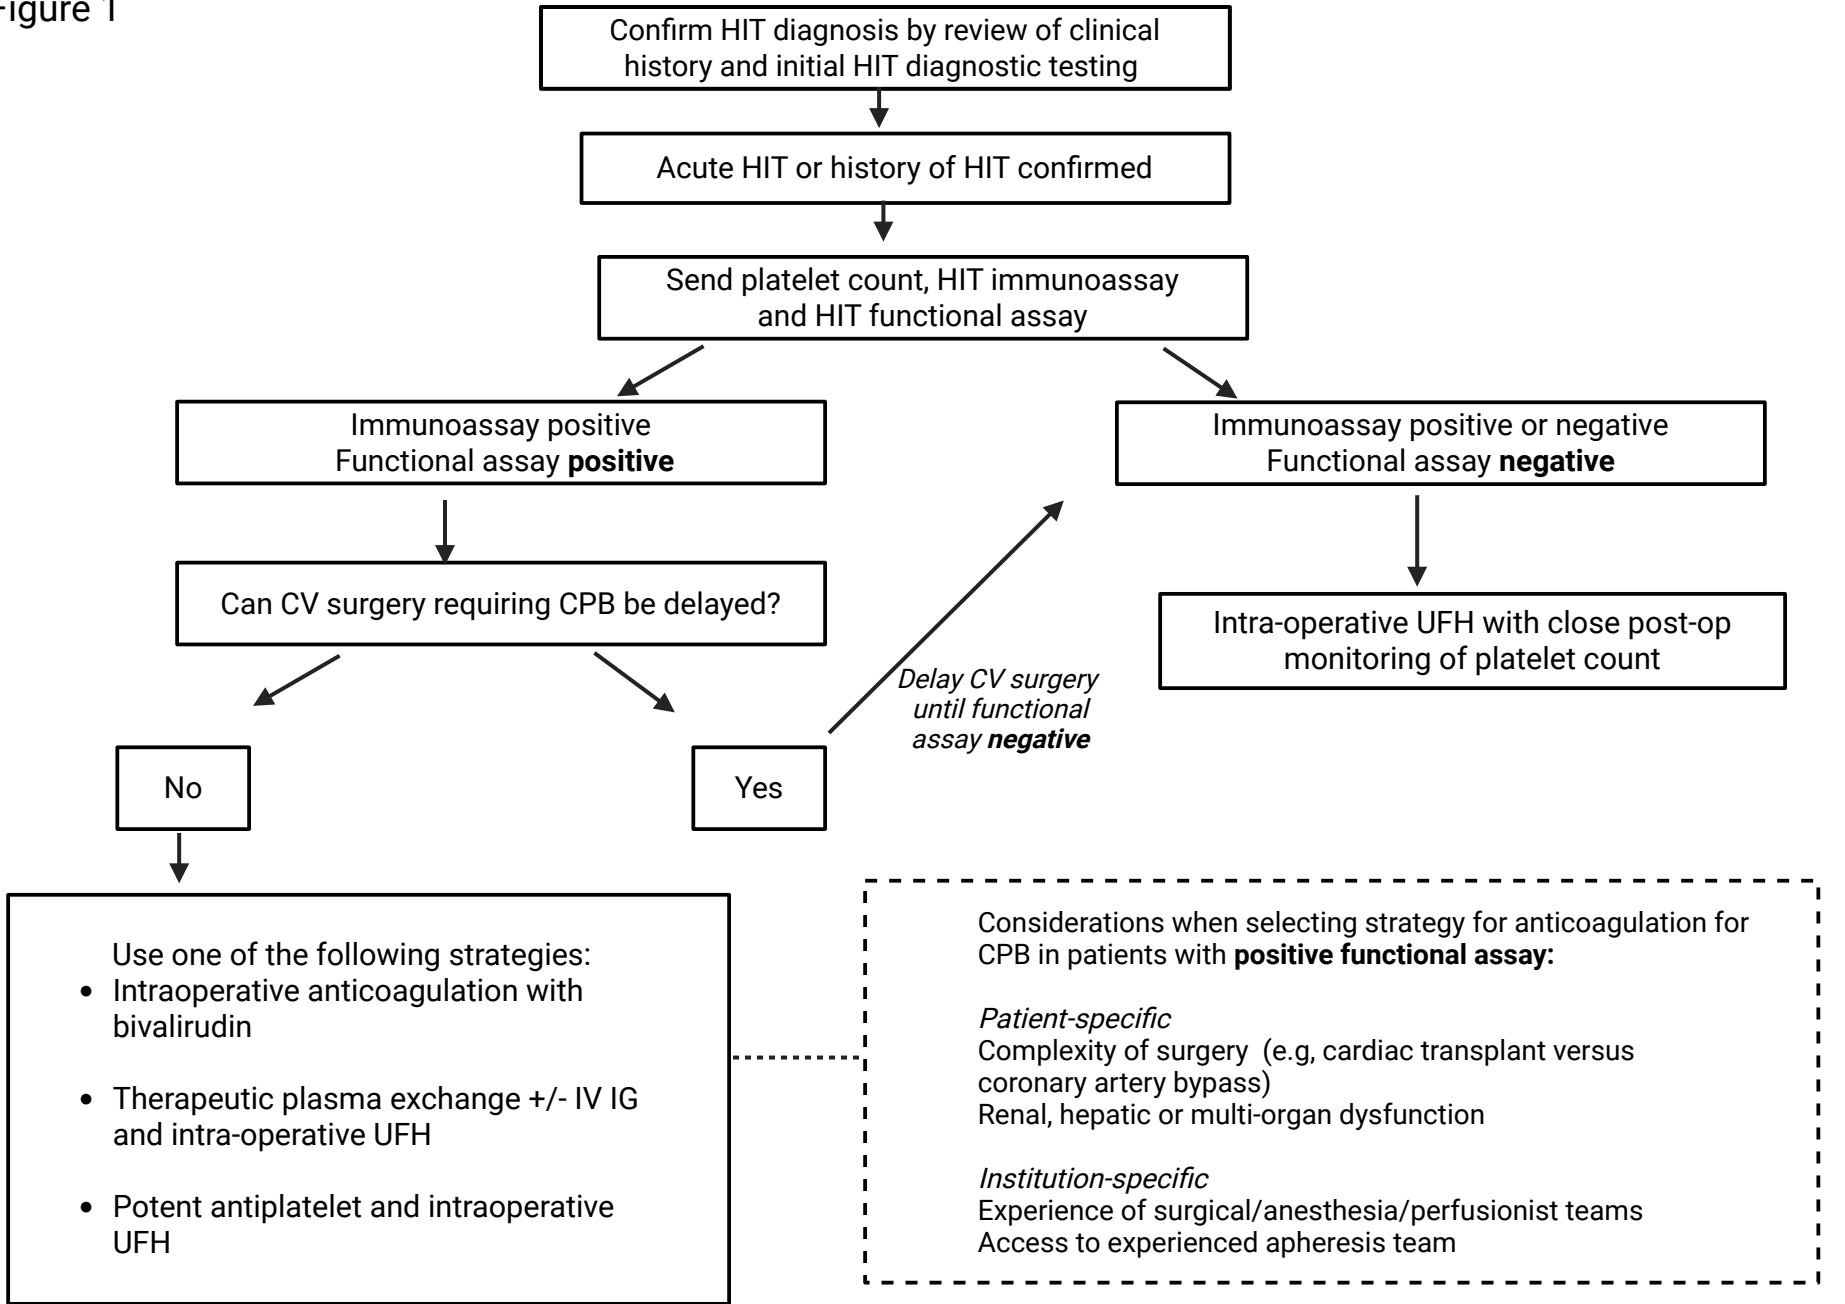 Figure 1
Confirm HIT diagnosis by review of clinical
history and initial HIT diagnostic testing
Acute HIT or history of HIT confirmed
Send platelet count, HIT immunoassay
and HIT functional assay
Immunoassay positive
Functional assay positive
Immunoassay positive or negative
Functional assay negative
Can CV surgery requiring CPB be delayed?
Intra-operative UFH with close post-op
monitoring of platelet count
Delay CV surgery
until functional
assay negative
No
Yes
Use one of the following strategies:
• Intraoperative anticoagulation with
bivalirudin
• Therapeutic plasma exchange +/- IV IG
and intra-operative UFH
• Potent antiplatelet and intraoperative
UFH
Considerations when selecting strategy for anticoagulation for
CPB in patients with positive functional assay:
Patient-specific
Complexity of surgery (e.g, cardiac transplant versus
coronary artery bypass)
Renal, hepatic or multi-organ dysfunction
Institution-specific
Experience of surgical/anesthesia/perfusionist teams
Access to experienced apheresis team